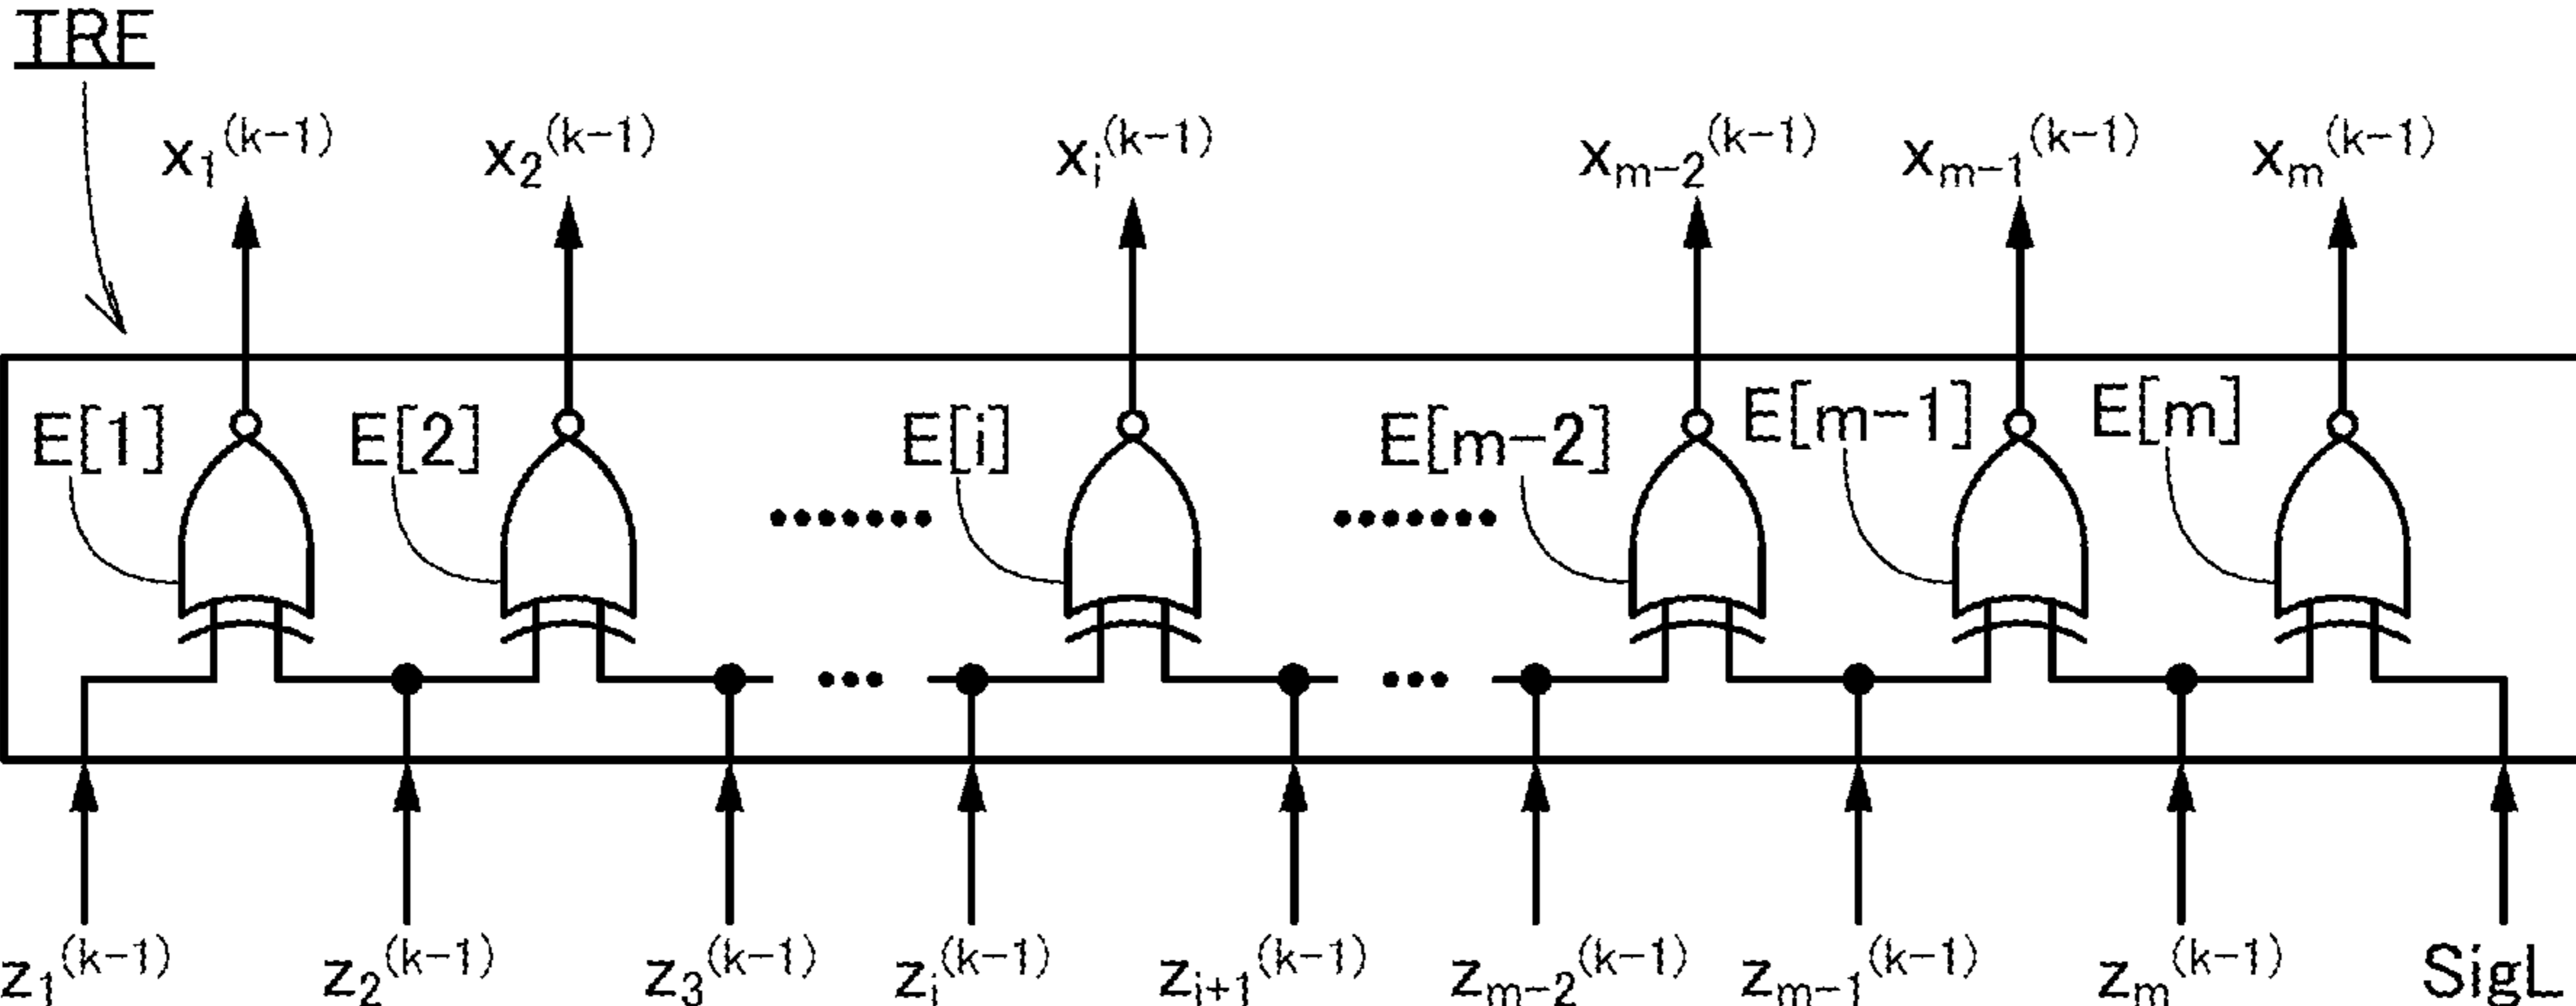 TRF
x₁⁽ᵏ⁻¹⁾ x₂⁽ᵏ⁻¹⁾ xᵢ⁽ᵏ⁻¹⁾ xₘ₋₂⁽ᵏ⁻¹⁾ xₘ₋₁⁽ᵏ⁻¹⁾ xₘ⁽ᵏ⁻¹⁾
E[1] E[2] E[i] E[m-2] E[m-1] E[m]
z₁⁽ᵏ⁻¹⁾ z₂⁽ᵏ⁻¹⁾ z₃⁽ᵏ⁻¹⁾ zᵢ⁽ᵏ⁻¹⁾ zᵢ₊₁⁽ᵏ⁻¹⁾ zₘ₋₂⁽ᵏ⁻¹⁾ zₘ₋₁⁽ᵏ⁻¹⁾ zₘ⁽ᵏ⁻¹⁾ SigL